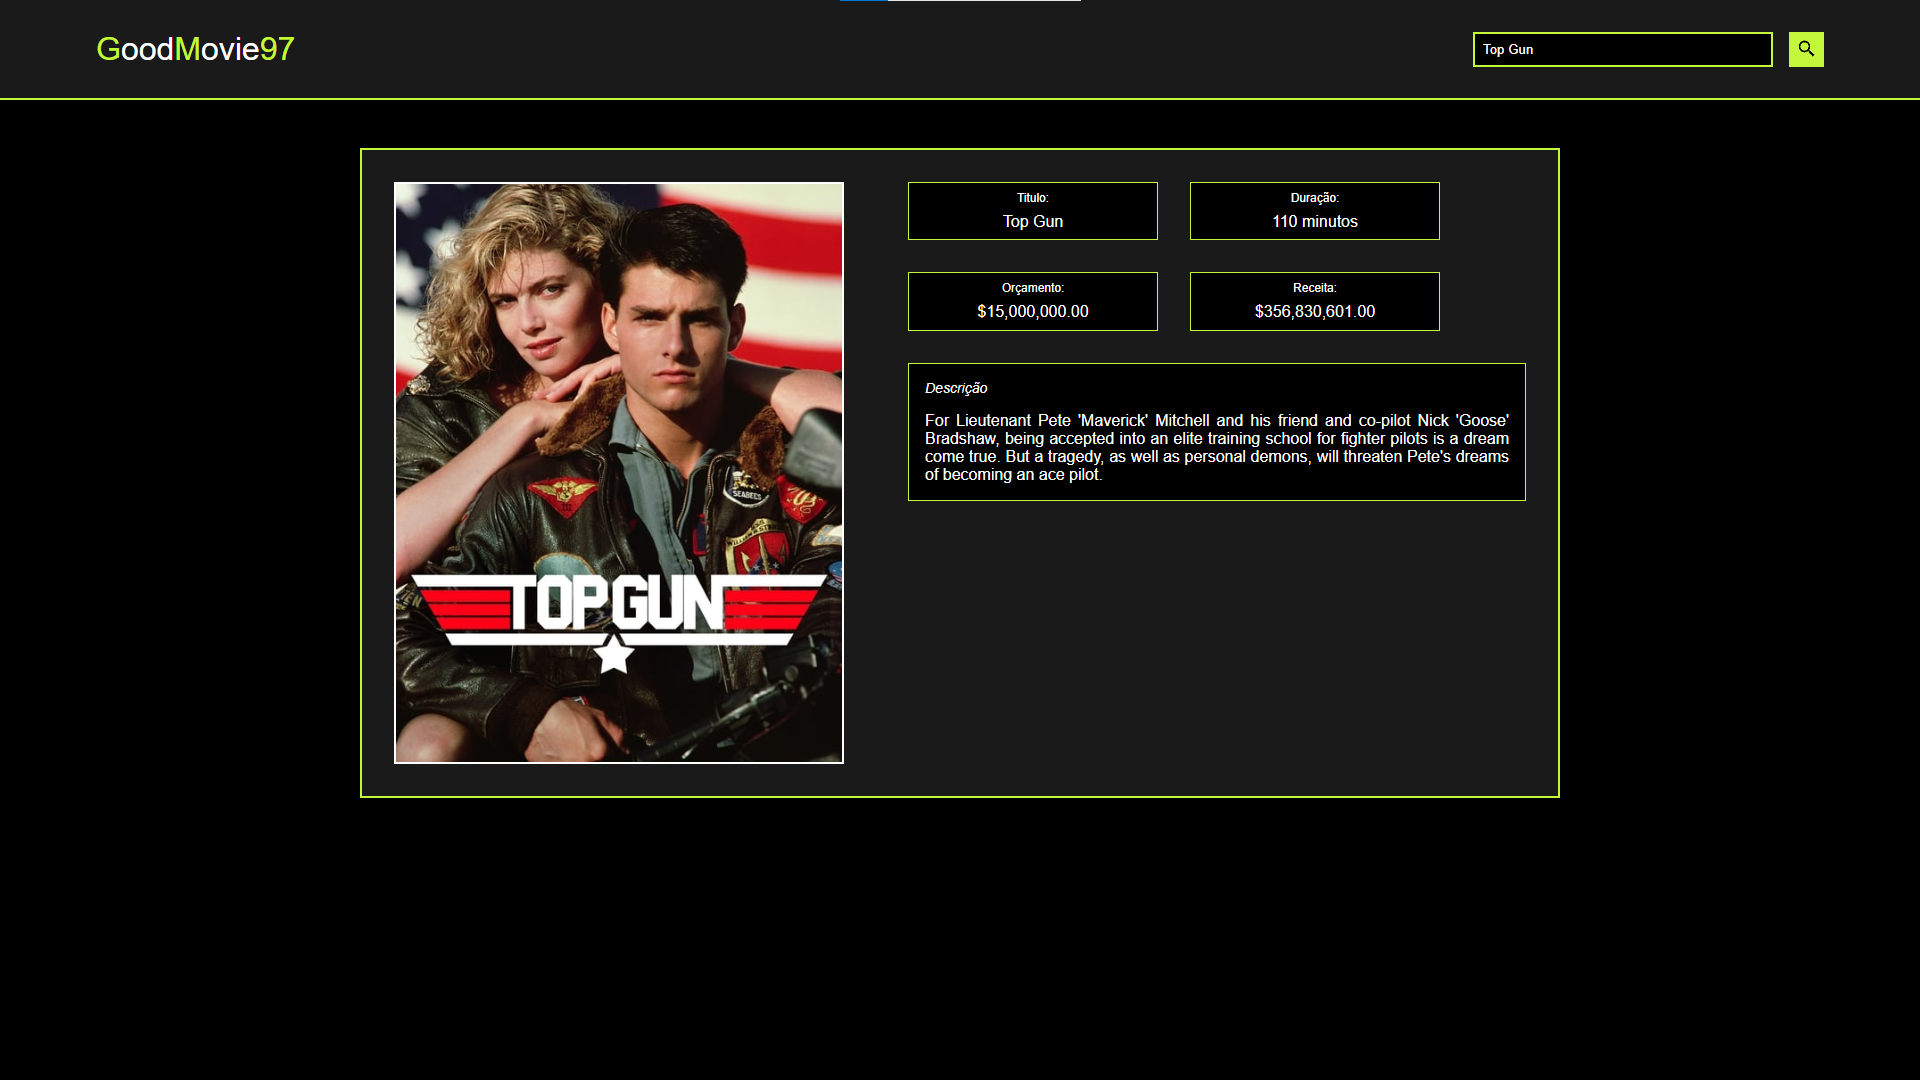 GoodMovie97
Top Gun
Titulo:
Top Gun
Duração:
110 minutos
Orçamento:
$15,000,000.00
Receita:
$356,830,601.00
Descrição
For Lieutenant Pete 'Maverick' Mitchell and his friend and co-pilot Nick 'Goose'
Bradshaw, being accepted into an elite training school for fighter pilots is a dream
come true. But a tragedy, as well as personal demons, will threaten Pete's dreams
of becoming an ace pilot.
SEABEES
TOP GUN